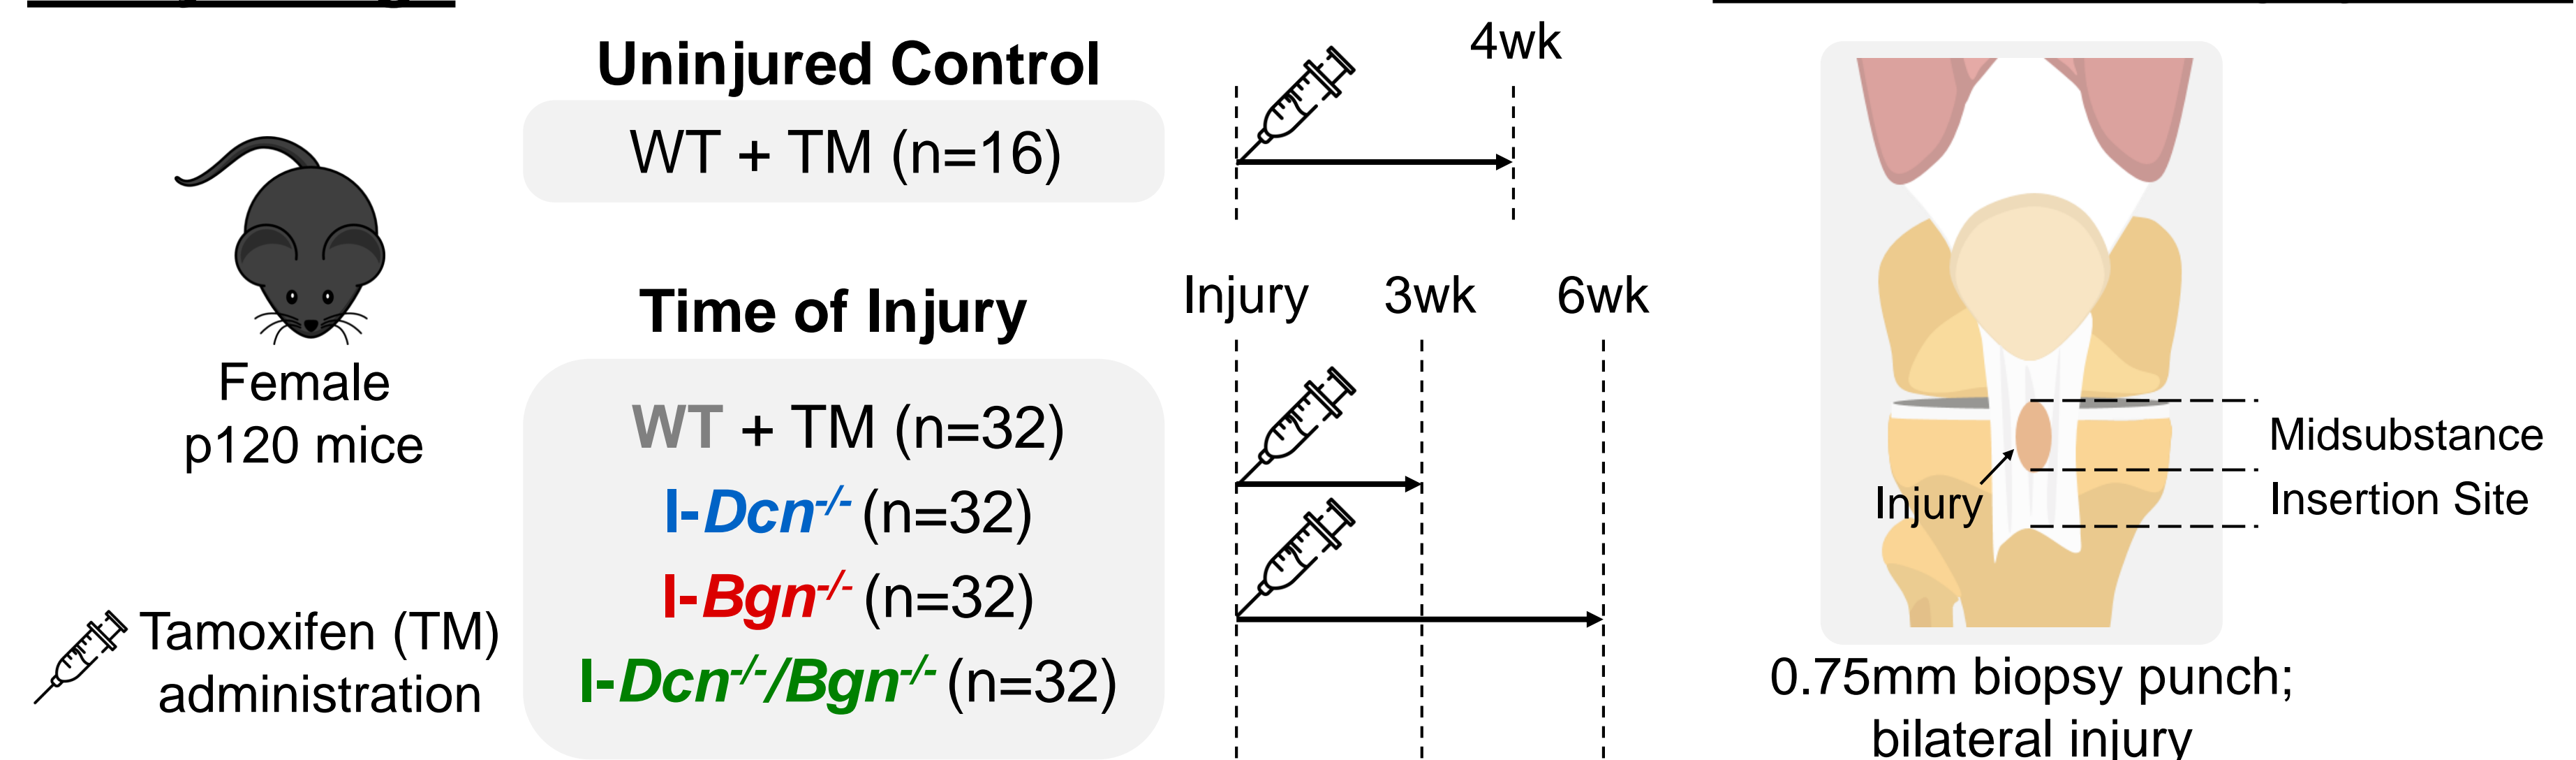 Uninjured Control
WT + TM (n=16)
4wk
Female
p120 mice
Tamoxifen (TM)
administration
Time of Injury
WT + TM (n=32)
I-Dcn-/- (n=32)
I-Bgn-/- (n=32)
I-Dcn-/-/Bgn-/- (n=32)
Injury 3wk 6wk
Midsubstance
Insertion Site
Injury
0.75mm biopsy punch;
bilateral injury